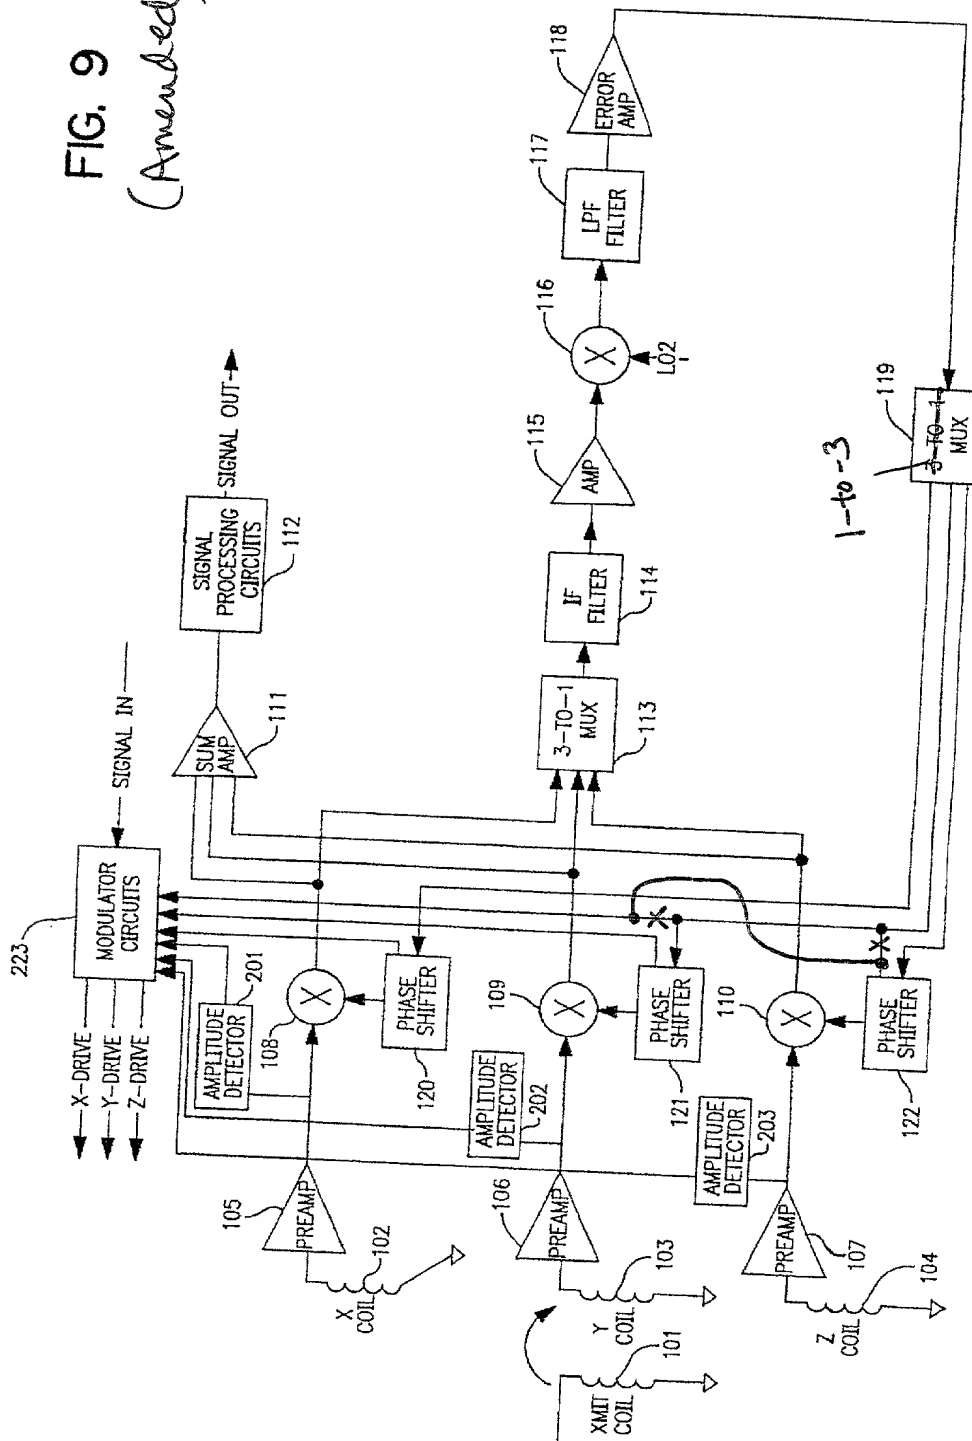 FIG. 9
(Amended)
223
MODULATOR
CIRCUITS
SIGNAL IN
X-DRIVE
Y-DRIVE
Z-DRIVE
SIGNAL
PROCESSING
CIRCUITS
112
SIGNAL OUT
SUM
AMP
111
AMPLITUDE
DETECTOR
201
X
108
PHASE
SHIFTER
120
PREAMP
105
102
X
COIL
AMPLITUDE
DETECTOR
202
X
109
PHASE
SHIFTER
121
PREAMP
106
103
Y
COIL
101
XMIT
COIL
AMPLITUDE
DETECTOR
203
X
110
PHASE
SHIFTER
122
PREAMP
107
104
Z
COIL
3-TO-1
MUX
113
IF
FILTER
114
AMP
115
X
116
LO2
LPF
FILTER
117
ERROR
AMP
118
119
3-TO-1
MUX
1-to-3
X
X